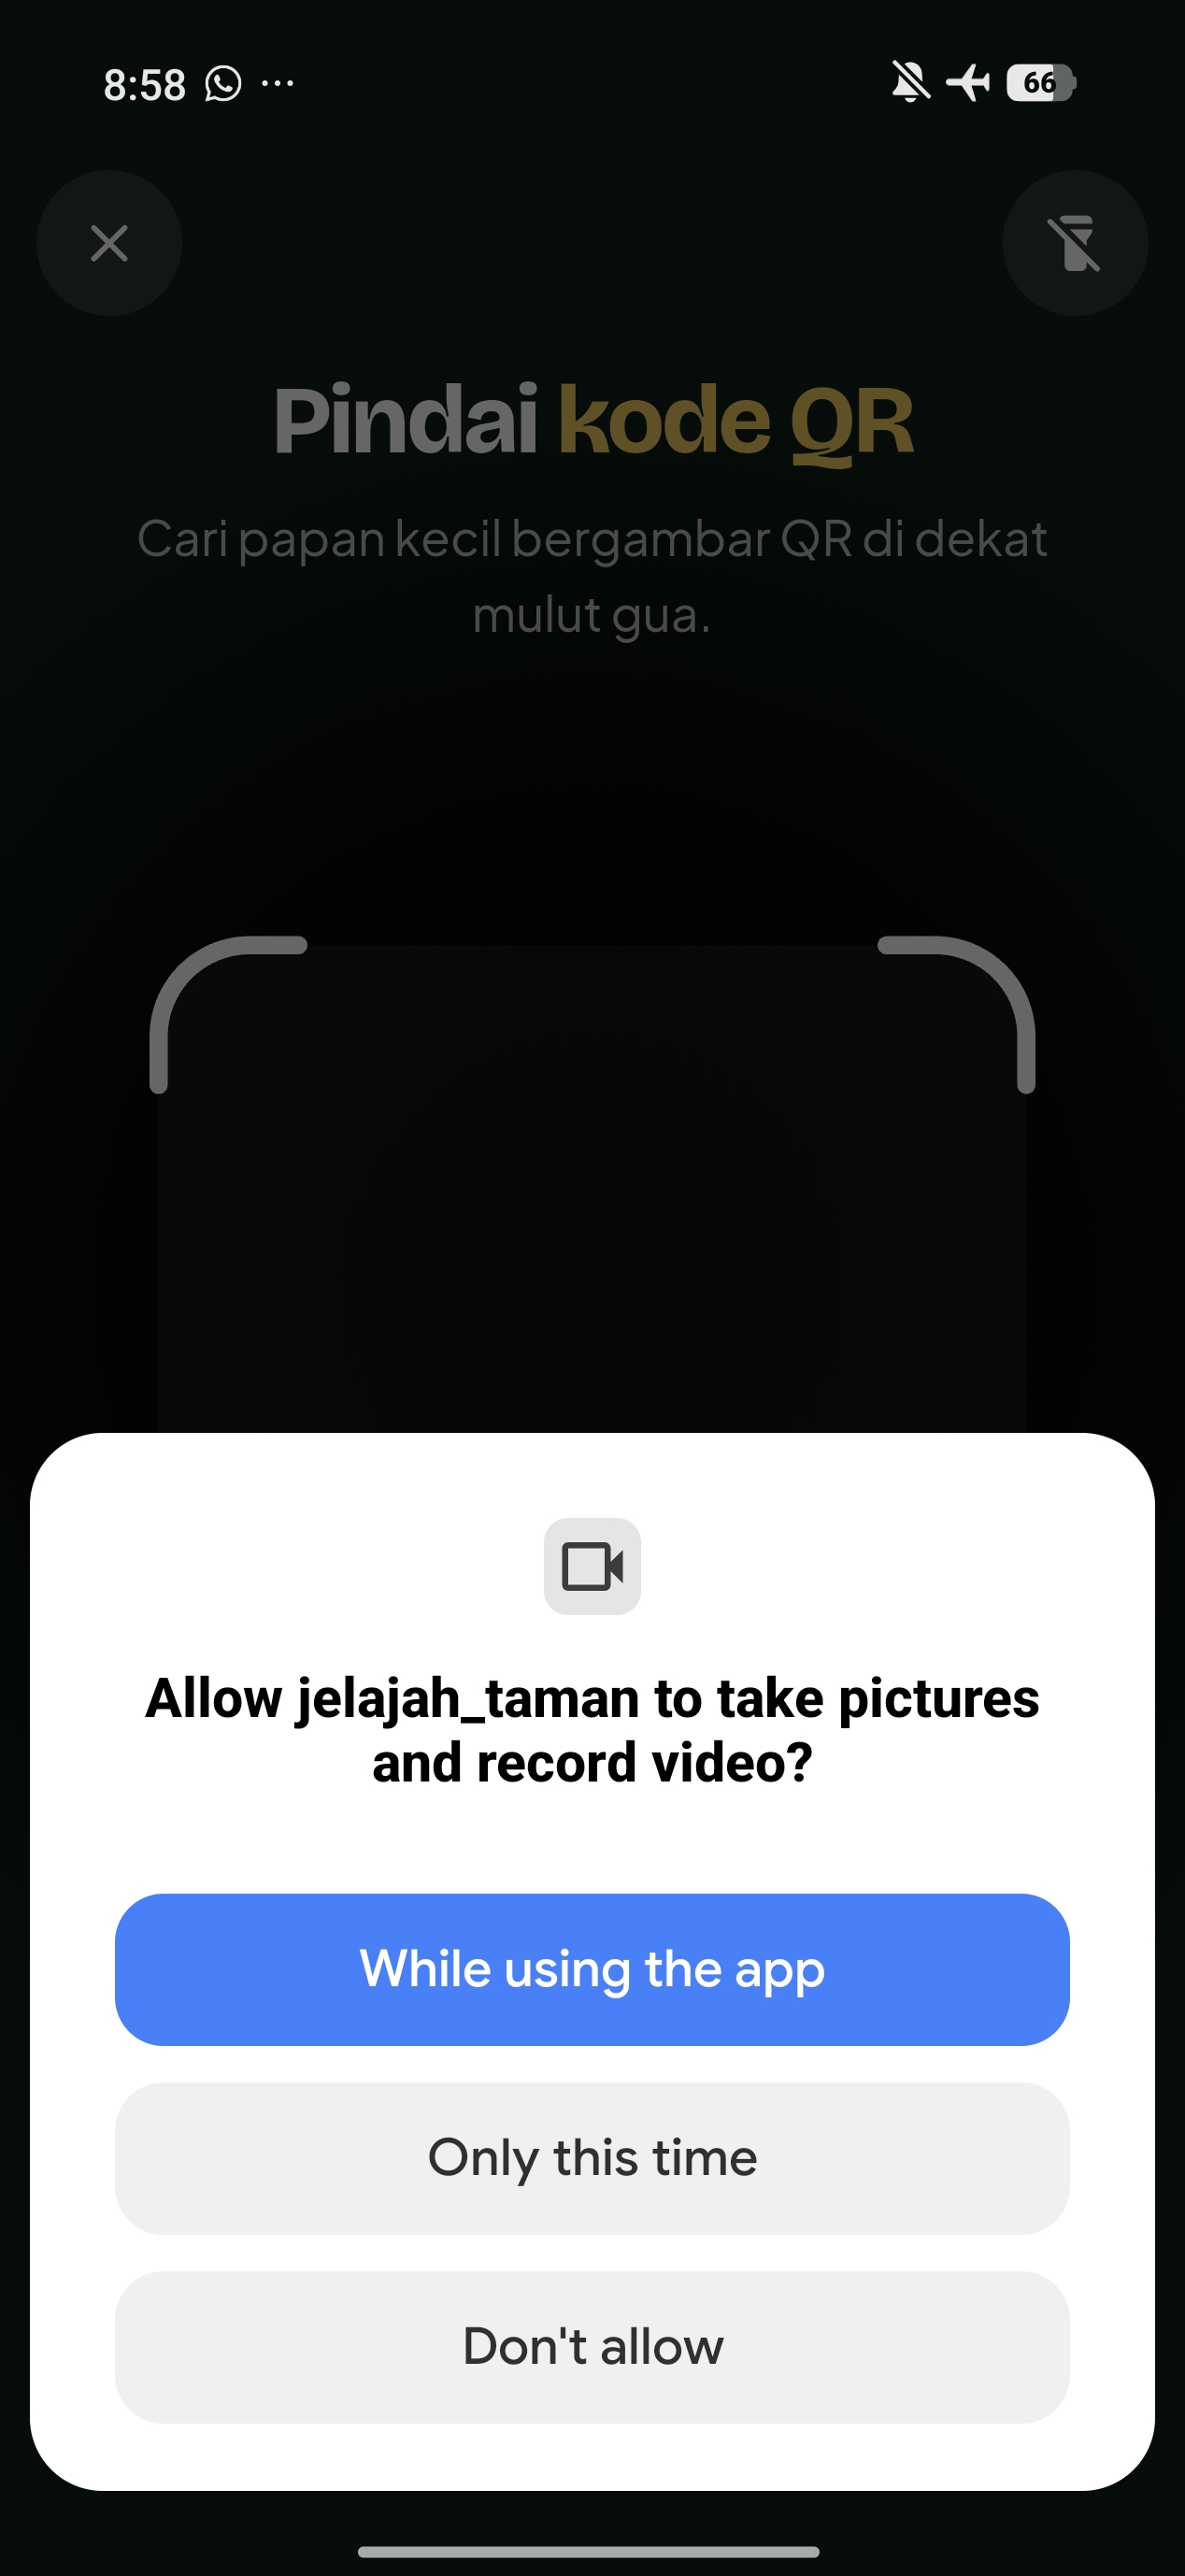 8:58
66
Pindai kode QR
Cari papan kecil bergambar QR di dekat
mulut gua.
Allow jelajah_taman to take pictures
and record video?
While using the app
Only this time
Don't allow